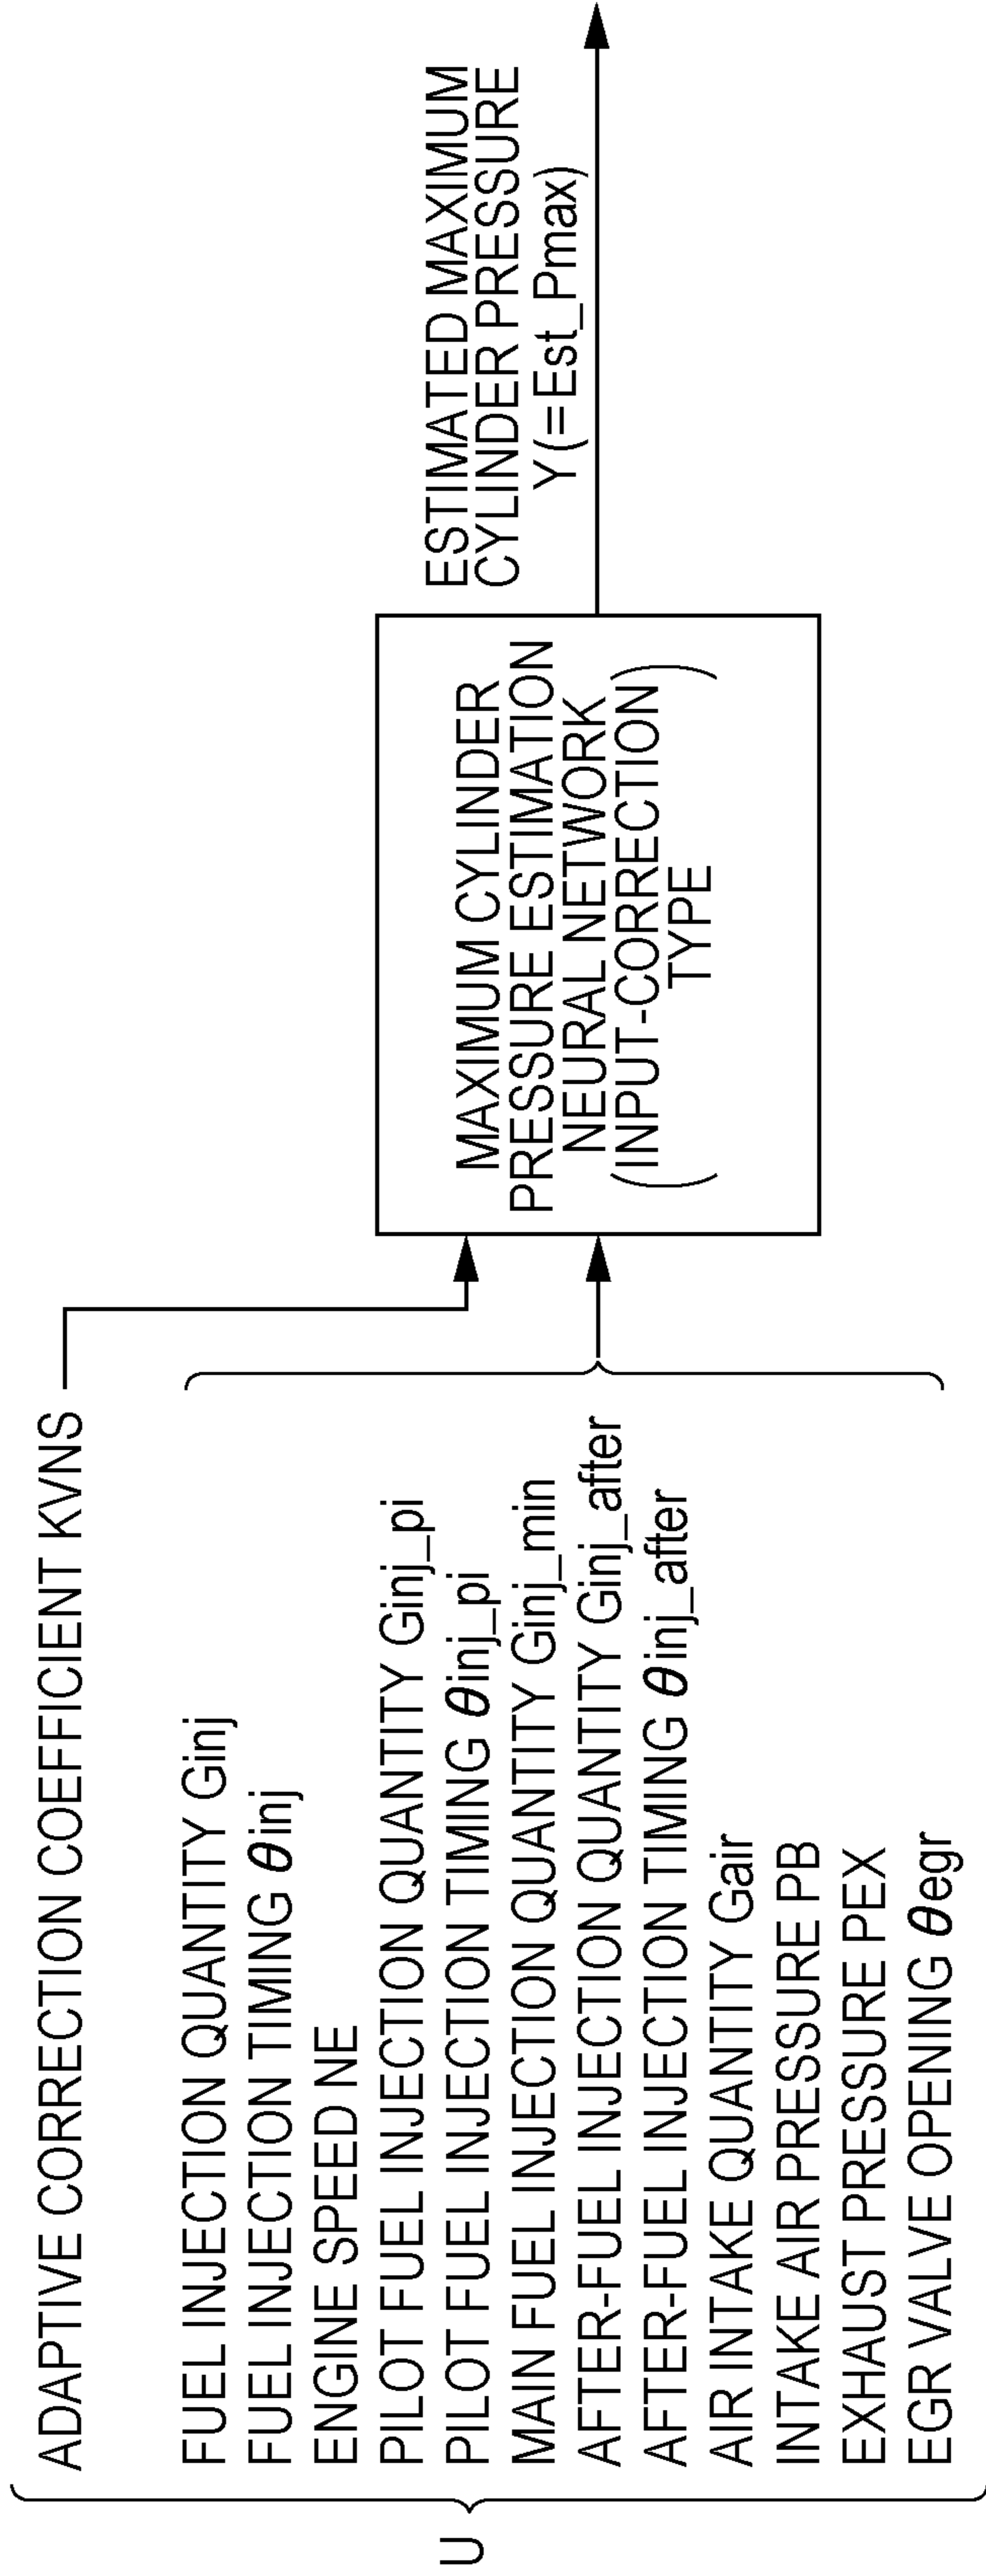 U
ADAPTIVE CORRECTION COEFFICIENT KVNS
FUEL INJECTION QUANTITY Ginj
FUEL INJECTION TIMING θinj
ENGINE SPEED NE
PILOT FUEL INJECTION QUANTITY Ginj_pi
PILOT FUEL INJECTION TIMING θinj_pi
MAIN FUEL INJECTION QUANTITY Ginj_min
AFTER-FUEL INJECTION QUANTITY Ginj_after
AFTER-FUEL INJECTION TIMING θinj_after
AIR INTAKE QUANTITY Gair
INTAKE AIR PRESSURE PB
EXHAUST PRESSURE PEX
EGR VALVE OPENING θegr
MAXIMUM CYLINDER
PRESSURE ESTIMATION
NEURAL NETWORK
(INPUT-CORRECTION
TYPE)
ESTIMATED MAXIMUM
CYLINDER PRESSURE
Y(=Est_Pmax)